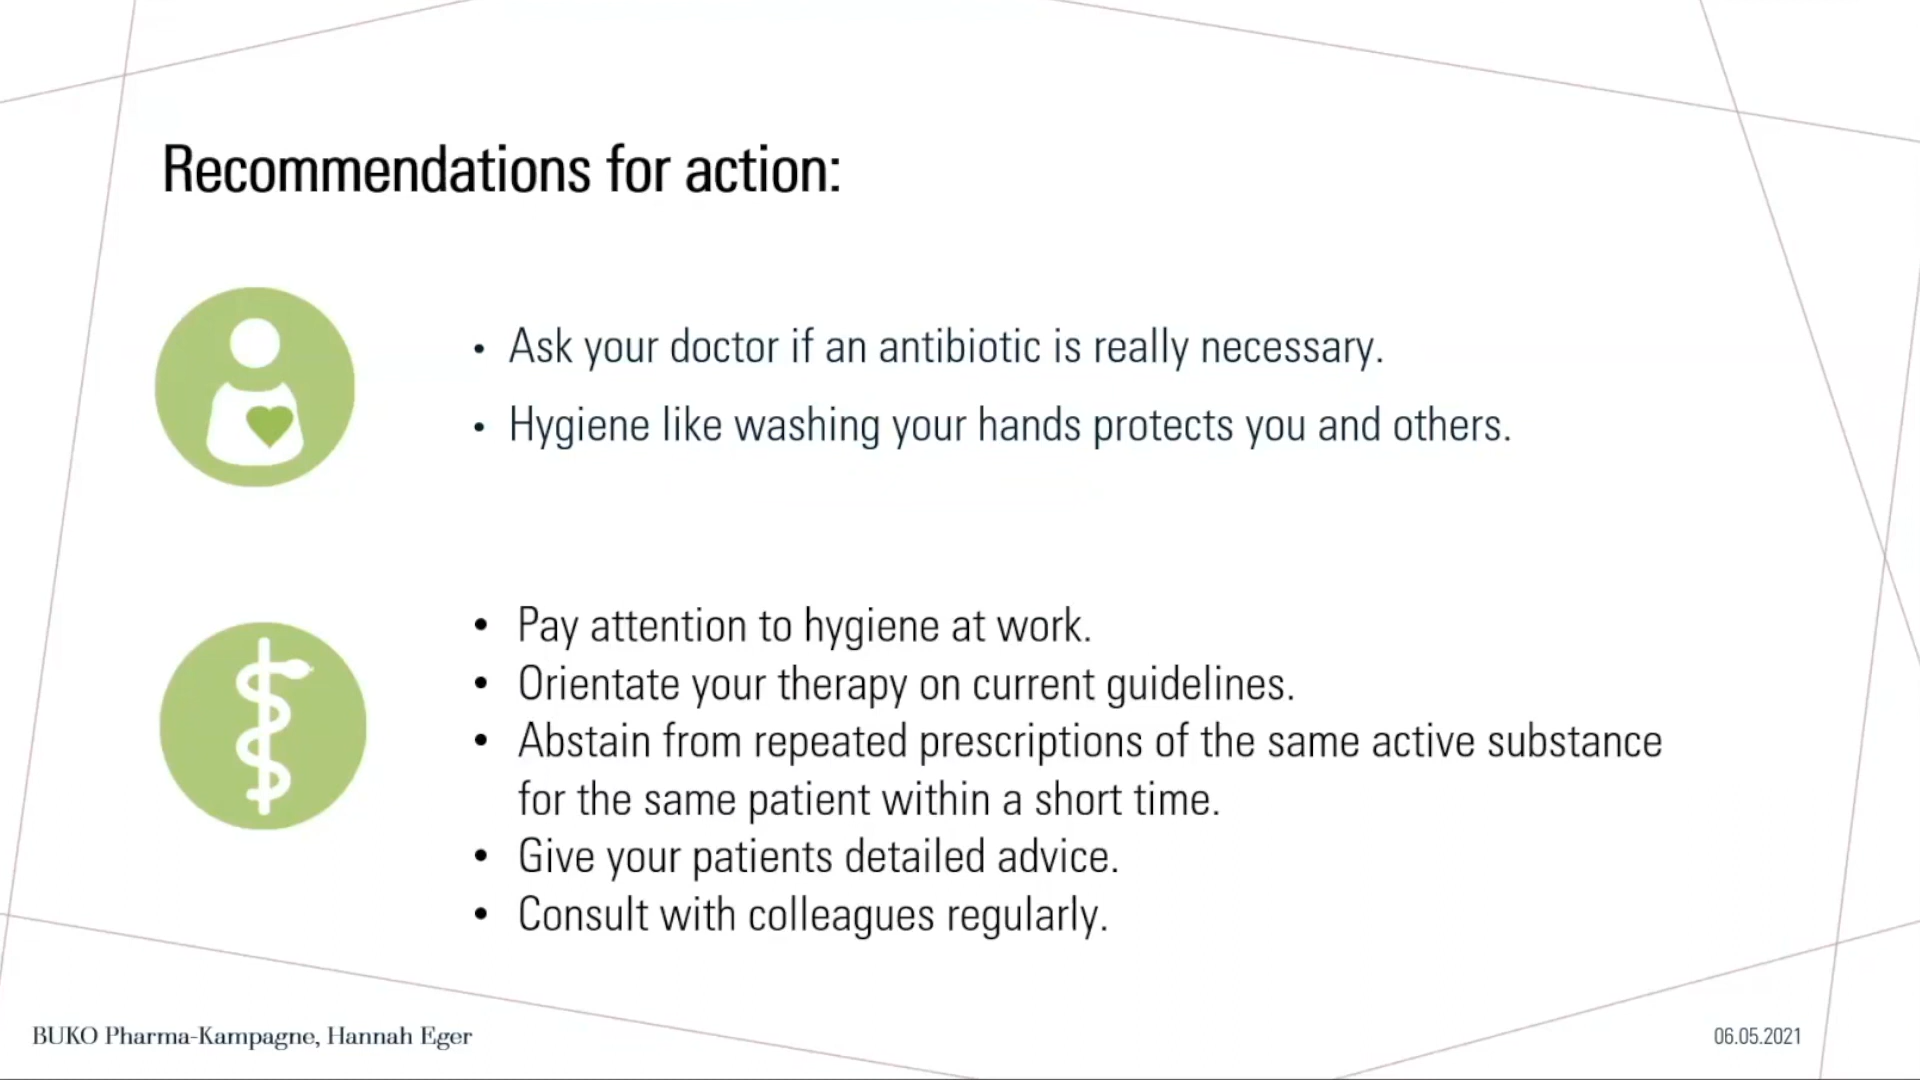 Recommendations for action:
• Ask your doctor if an antibiotic is really necessary.
• Hygiene like washing your hands protects you and others.
• Pay attention to hygiene at work.
• Orientate your therapy on current guidelines.
• Abstain from repeated prescriptions of the same active substance
for the same patient within a short time.
• Give your patients detailed advice.
• Consult with colleagues regularly.
BUKO Pharma-Kampagne, Hannah Eger
06.05.2021